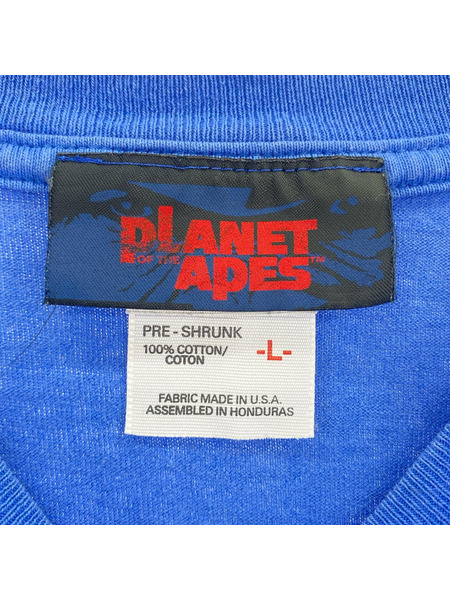 PLANET
OF THE APES™
PRE - SHRUNK
100% COTTON/
COTON
-L-
FABRIC MADE IN U.S.A.
ASSEMBLED IN HONDURAS